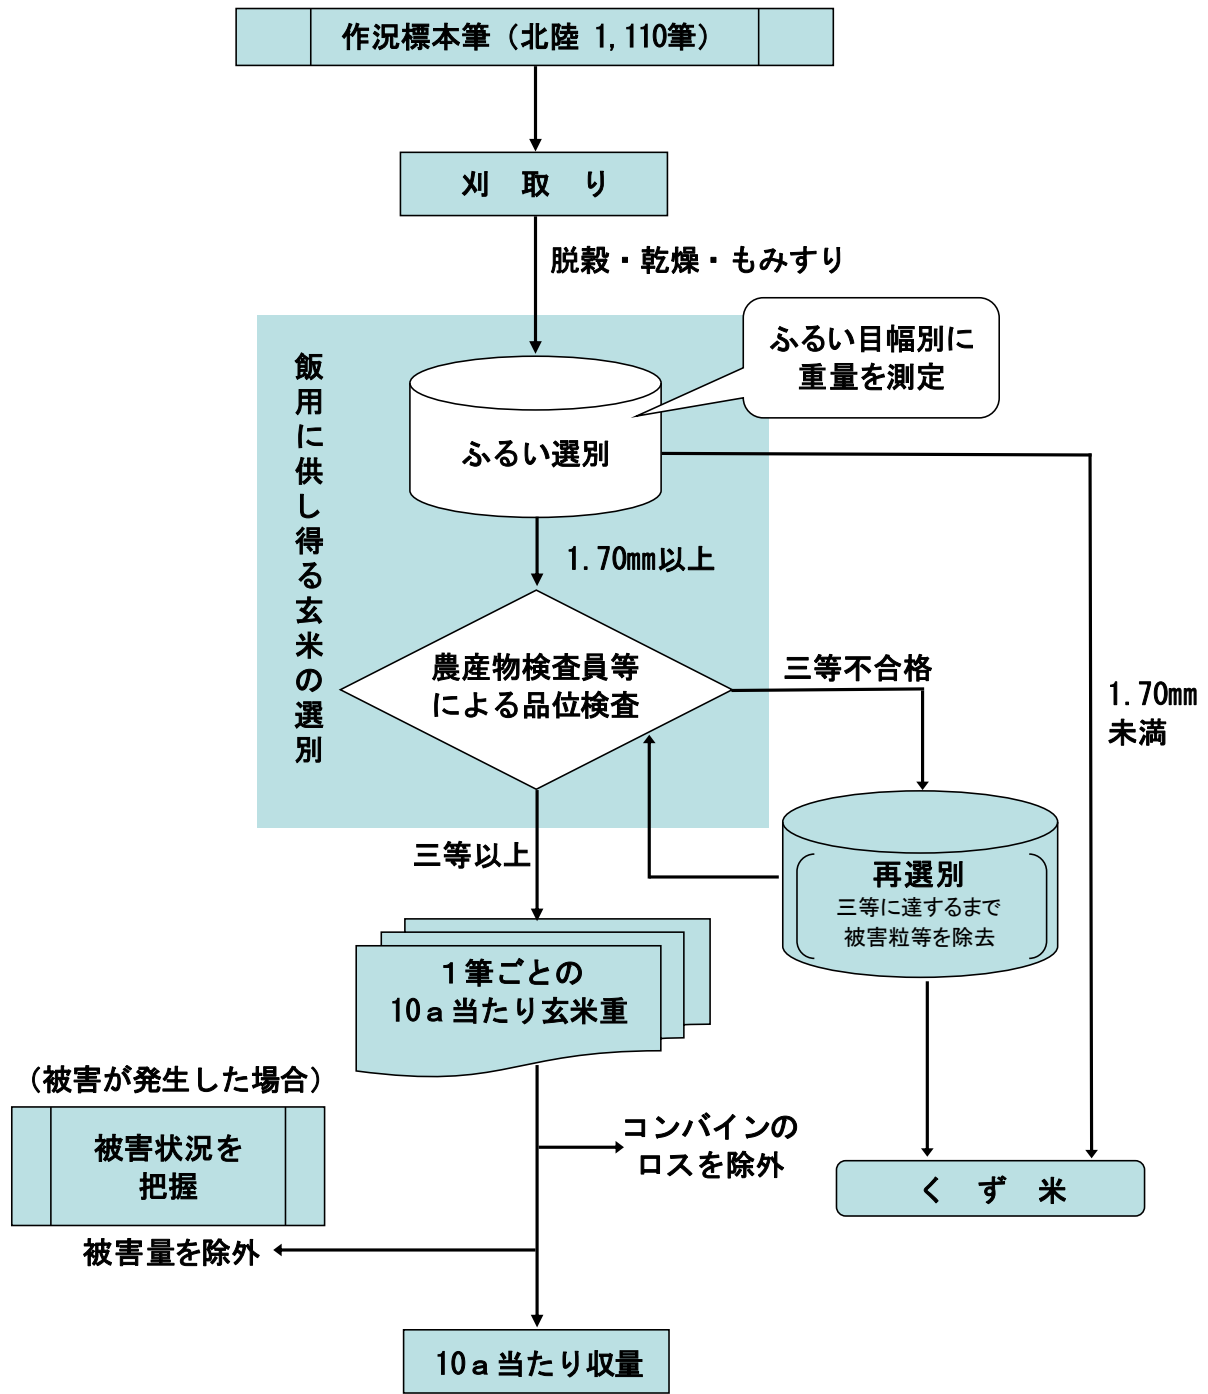 作況標本筆（北陸 1,110筆）
刈　取　り
脱穀・乾燥・もみすり
ふるい目幅別に
重量を測定
飯用に供し得る玄米の選別
ふるい選別
1.70mm以上
農産物検査員等
による品位検査
三等不合格
1.70mm
未満
三等以上
再選別
三等に達するまで
被害粒等を除去
１筆ごとの
10ａ当たり玄米重
（被害が発生した場合）
被害状況を
把握
コンバインの
ロスを除外
く　ず　米
被害量を除外
10ａ当たり収量